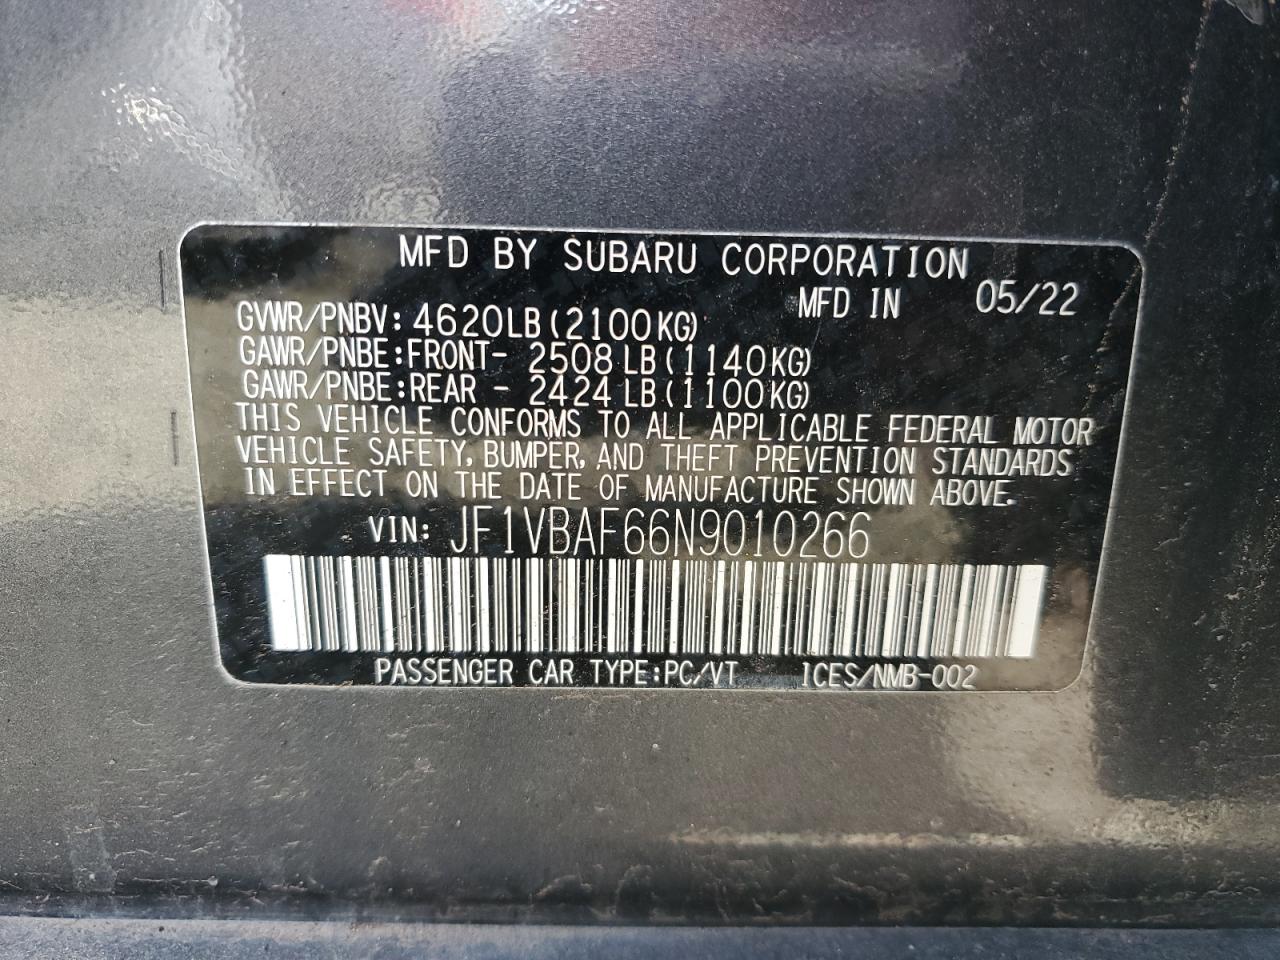 MFD BY SUBARU CORPORATION
MFD IN 05/22
GVWR/PNBV: 4620LB(2100KG)
GAWR/PNBE:FRONT- 2508 LB(1140KG)
GAWR/PNBE:REAR - 2424 LB(1100KG)
THIS VEHICLE CONFORMS TO ALL APPLICABLE FEDERAL MOTOR
VEHICLE SAFETY, BUMPER, AND THEFT PREVENTION STANDARDS
IN EFFECT ON THE DATE OF MANUFACTURE SHOWN ABOVE.
VIN: JF1VBAF66N9010266
PASSENGER CAR TYPE:PC/VT ICES/NMB-002